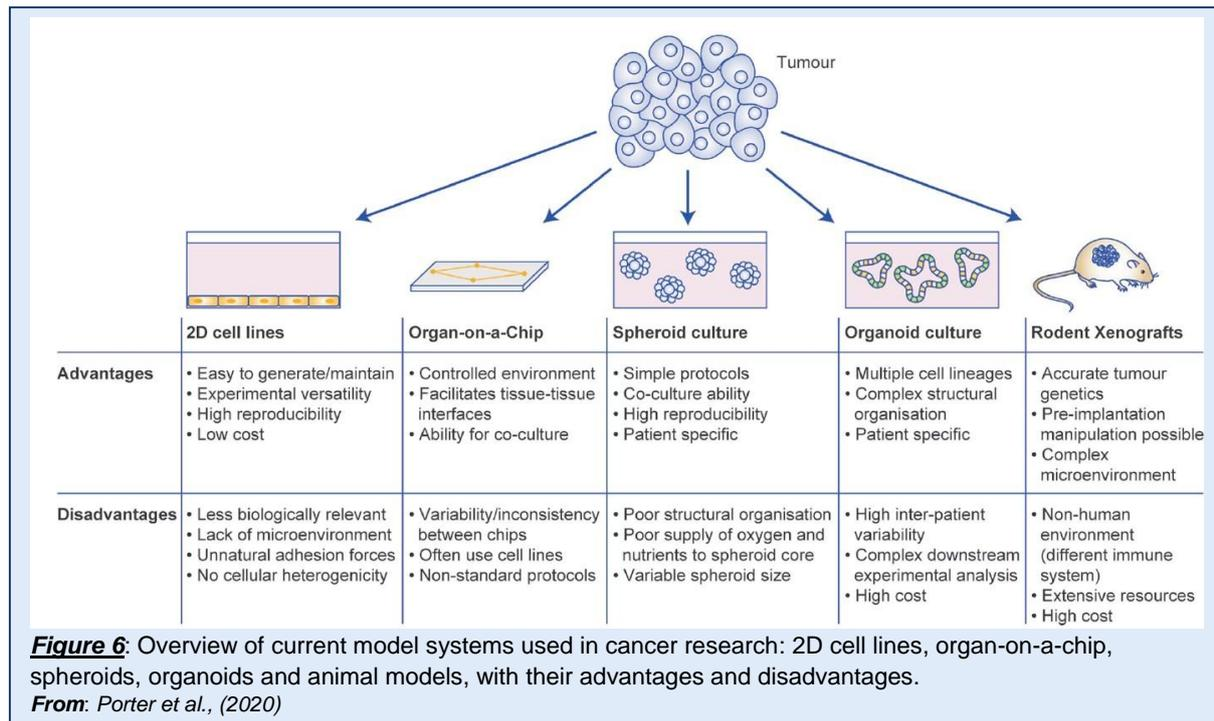 Tumour
2D cell lines
Organ-on-a-Chip
Spheroid culture
Organoid culture
Rodent Xenografts
Advantages
• Easy to generate/maintain
• Experimental versatility
• High reproducibility
• Low cost
• Controlled environment
• Facilitates tissue-tissue
interfaces
• Ability for co-culture
• Simple protocols
• Co-culture ability
• High reproducibility
• Patient specific
• Multiple cell lineages
• Complex structural
organisation
• Patient specific
• Accurate tumour
genetics
• Pre-implantation
manipulation possible
• Complex
microenvironment
Disadvantages
• Less biologically relevant
• Lack of microenvironment
• Unnatural adhesion forces
• No cellular heterogenicity
• Variability/inconsistency
between chips
• Often use cell lines
• Non-standard protocols
• Poor structural organisation
• Poor supply of oxygen and
nutrients to spheroid core
• Variable spheroid size
• High inter-patient
variability
• Complex downstream
experimental analysis
• High cost
• Non-human
environment
(different immune
system)
• Extensive resources
• High cost
Figure 6: Overview of current model systems used in cancer research: 2D cell lines, organ-on-a-chip,
spheroids, organoids and animal models, with their advantages and disadvantages.
From: Porter et al., (2020)